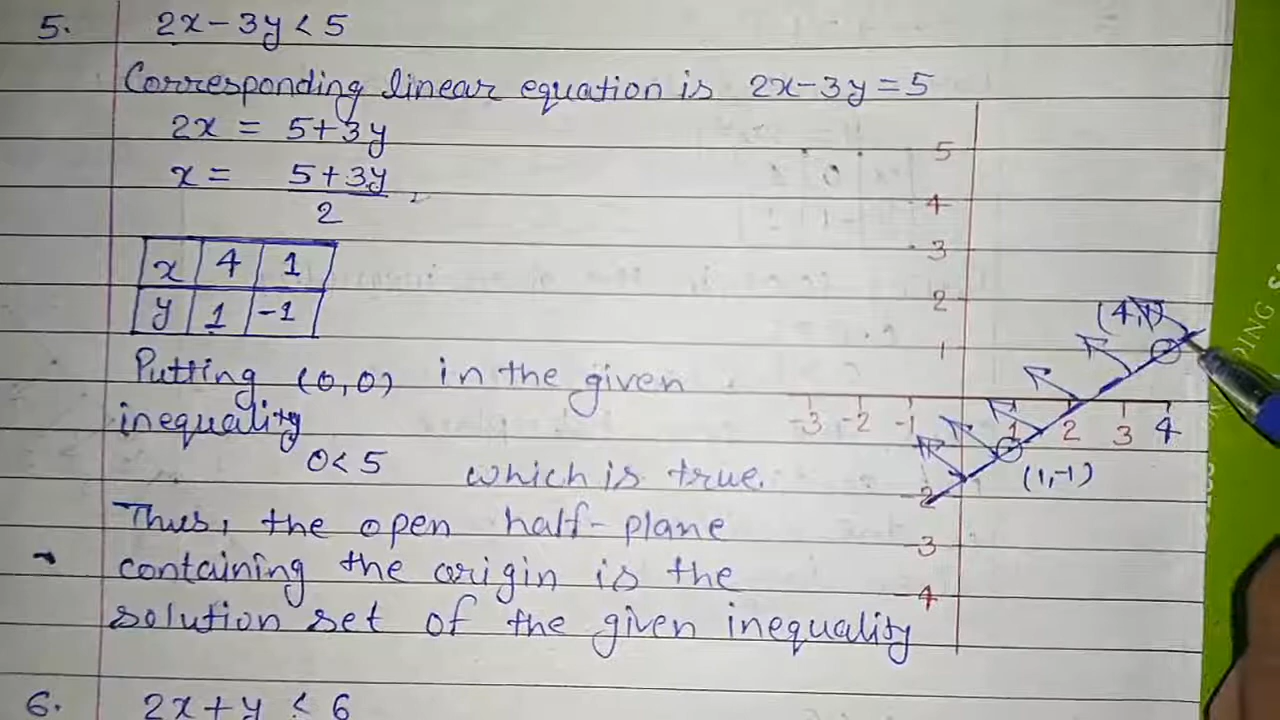 5. 2x - 3y < 5
Corresponding linear equation is 2x - 3y = 5
2x = 5 + 3y
x = 5 + 3y
2
x 4 1
y 1 -1
Putting (0,0) in the given
inequality
0 < 5 which is true.
Thus, the open half-plane
containing the origin is the
solution set of the given inequality
6. 2x + y < 6
5
4
3
2
(4,1)
1
-3 -2 -1 1 2 3 4
(1,-1)
-2
-3
-4